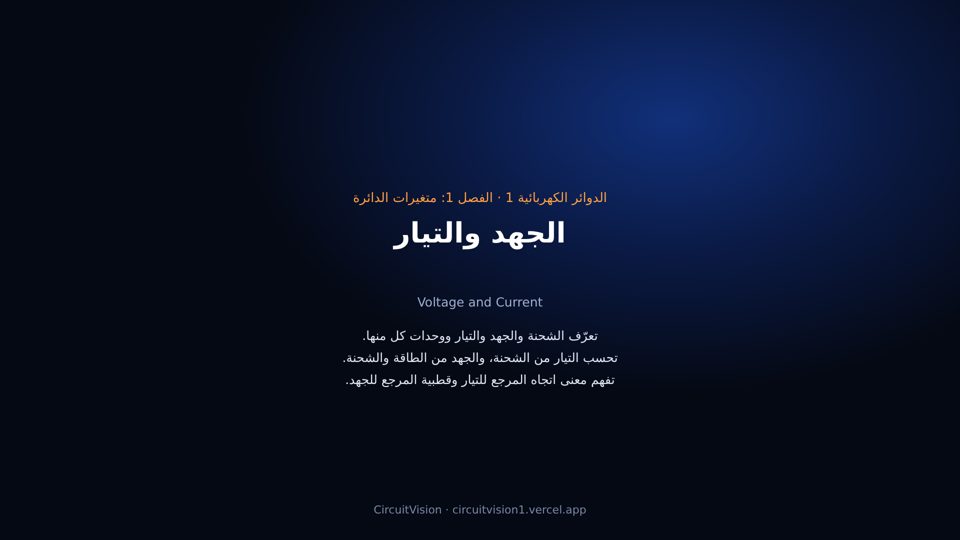 الدوائر الكهربائية 1 · الفصل 1: متغيرات الدائرة
الجهد والتيار
Voltage and Current
تعرّف الشحنة والجهد والتيار ووحدات كل منها.
تحسب التيار من الشحنة، والجهد من الطاقة والشحنة.
تفهم معنى اتجاه المرجع للتيار وقطبية المرجع للجهد.
CircuitVision · circuitvision1.vercel.app